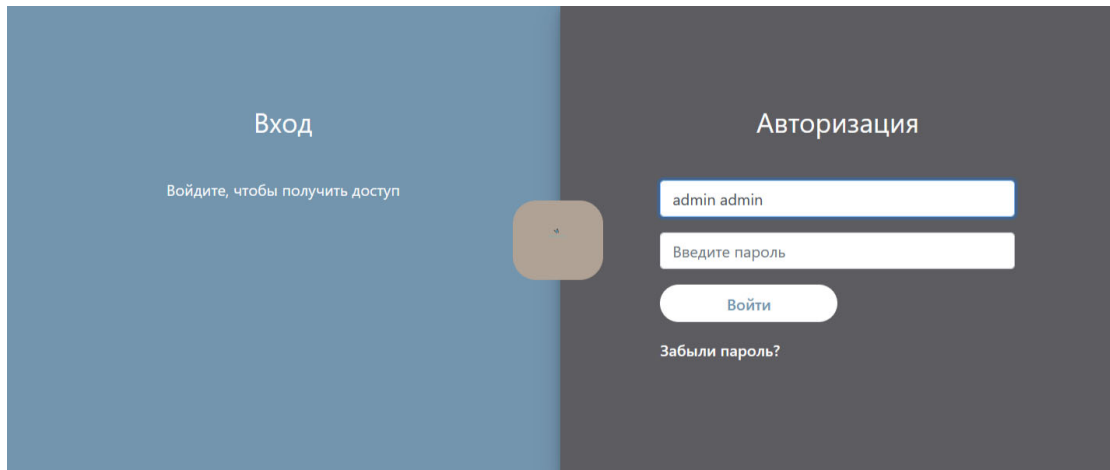 Вход
Войдите, чтобы получить доступ
Авторизация
admin admin
Введите пароль
Войти
Забыли пароль?